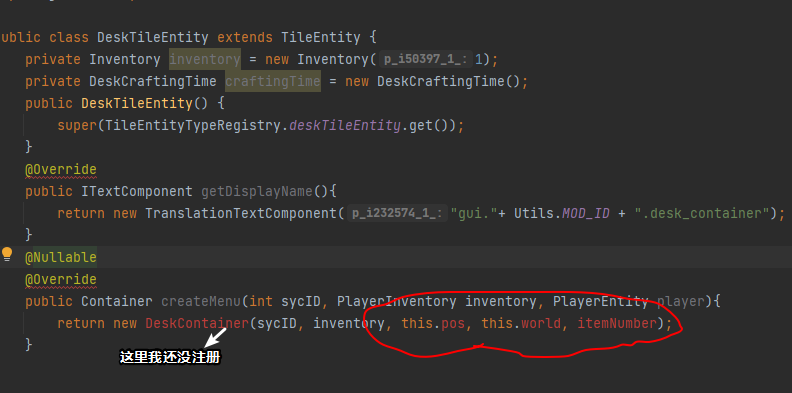 ublic class DeskTileEntity extends TileEntity {
private Inventory inventory = new Inventory( p_i50397_1_: 1);
private DeskCraftingTime craftingTime = new DeskCraftingTime();
public DeskTileEntity() {
super(TileEntityTypeRegistry.deskTileEntity.get());
}
@Override
public ITextComponent getDisplayName(){
return new TranslationTextComponent( p_i232574_1_: "gui."+ Utils.MOD_ID + ".desk_container");
}
@Nullable
@Override
public Container createMenu(int sycID, PlayerInventory inventory, PlayerEntity player){
return new DeskContainer(sycID, inventory, this.pos, this.world, itemNumber);
}
这里我还没注册